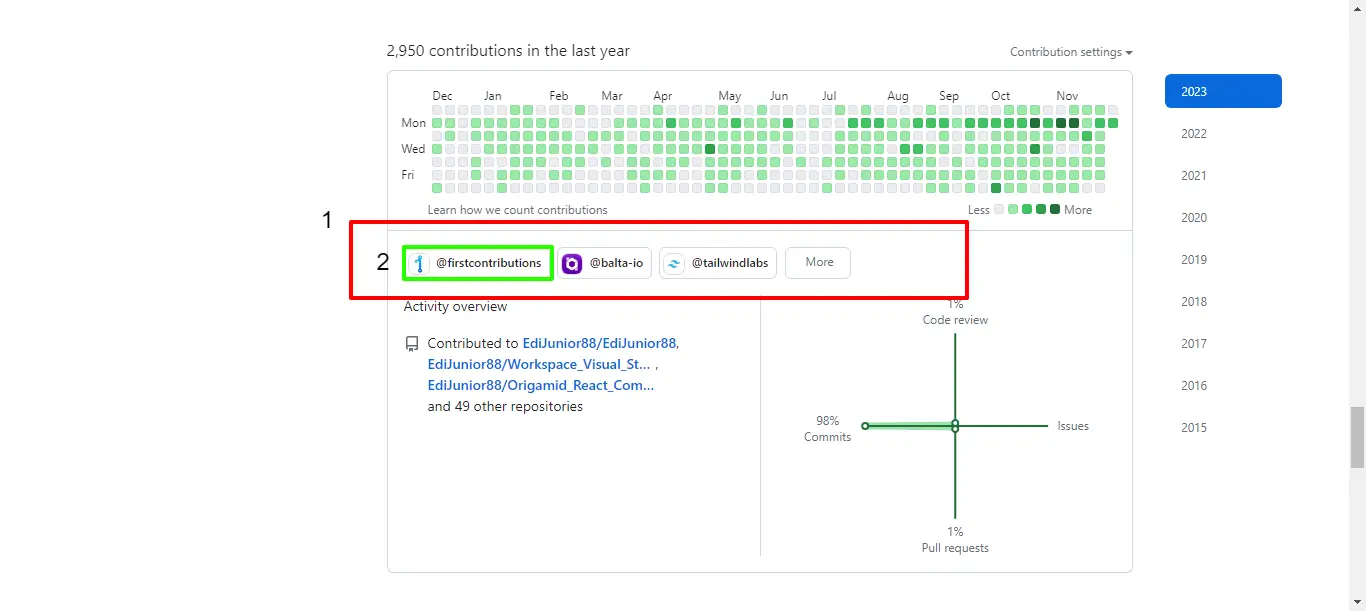 2,950 contributions in the last year
Contribution settings
2023
2022
2021
2020
2019
2018
2017
2016
2015
Dec Jan Feb Mar Apr May Jun Jul Aug Sep Oct Nov
Mon
Wed
Fri
Learn how we count contributions
Less More
1
2
@firstcontributions @balta-io @tailwindlabs More
Activity overview
Contributed to EdiJunior88/EdiJunior88,
EdiJunior88/Workspace_Visual_St... ,
EdiJunior88/Origamid_React_Com...
and 49 other repositories
1%
Code review
98%
Commits
Issues
1%
Pull requests